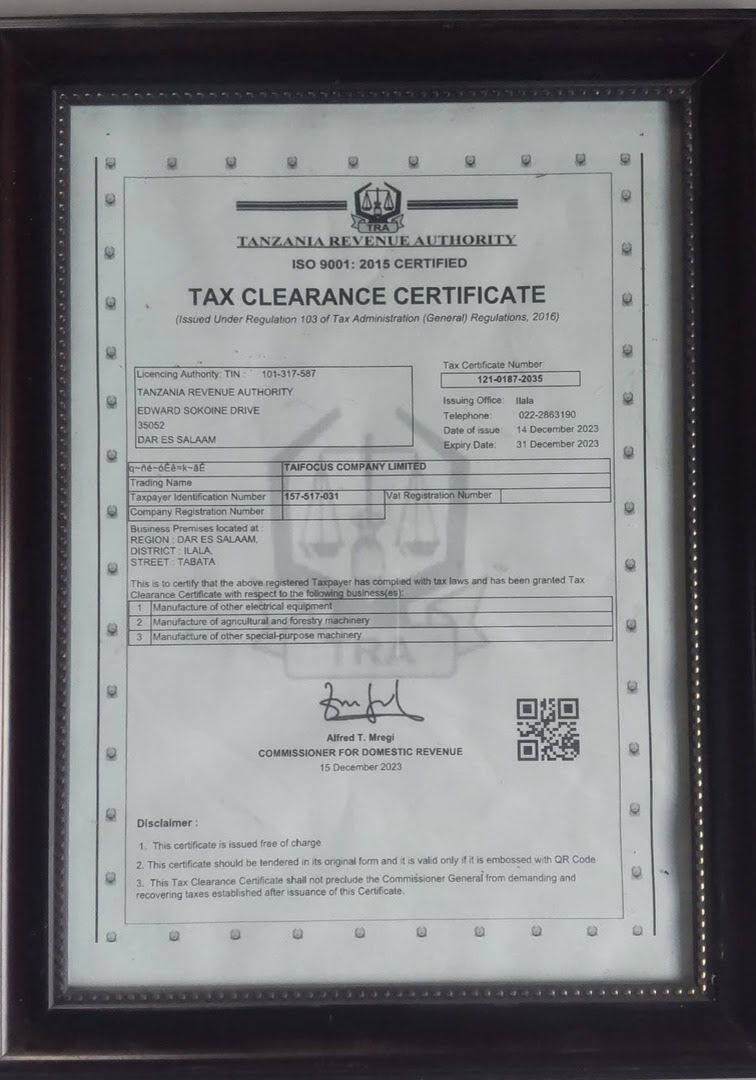 TRA
TANZANIA REVENUE AUTHORITY
ISO 9001: 2015 CERTIFIED
TAX CLEARANCE CERTIFICATE
(Issued Under Regulation 103 of Tax Administration (General) Regulations, 2016)
Licencing Authority: TIN : 101-317-587
TANZANIA REVENUE AUTHORITY
EDWARD SOKOINE DRIVE
35052
DAR ES SALAAM
Tax Certificate Number
121-0187-2035
Issuing Office: Ilala
Telephone: 022-2863190
Date of issue: 14 December 2023
Expiry Date: 31 December 2023
TAIFOCUS COMPANY LIMITED
Trading Name
Taxpayer Identification Number 157-517-031 Vat Registration Number
Company Registration Number
Business Premises located at :
REGION : DAR ES SALAAM,
DISTRICT : ILALA,
STREET : TABATA
This is to certify that the above registered Taxpayer has complied with tax laws and has been granted Tax
Clearance Certificate with respect to the following business(es):
1 Manufacture of other electrical equipment
2 Manufacture of agricultural and forestry machinery
3 Manufacture of other special-purpose machinery
TRA
Alfred T. Mregi
COMMISSIONER FOR DOMESTIC REVENUE
15 December 2023
Disclaimer :
1. This certificate is issued free of charge
2. This certificate should be tendered in its original form and it is valid only if it is embossed with QR Code
3. This Tax Clearance Certificate shall not preclude the Commissioner General from demanding and
recovering taxes established after issuance of this Certificate.